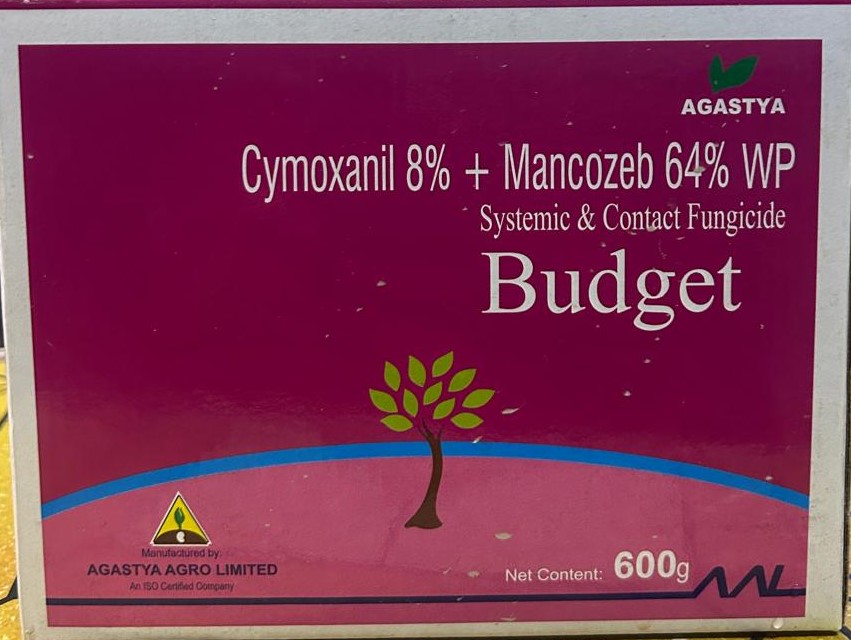 AGASTYA
Cymoxanil 8% + Mancozeb 64% WP
Systemic & Contact Fungicide
Budget
Manufactured by:
AGASTYA AGRO LIMITED
An ISO Certified Company
Net Content: 600g
AAL